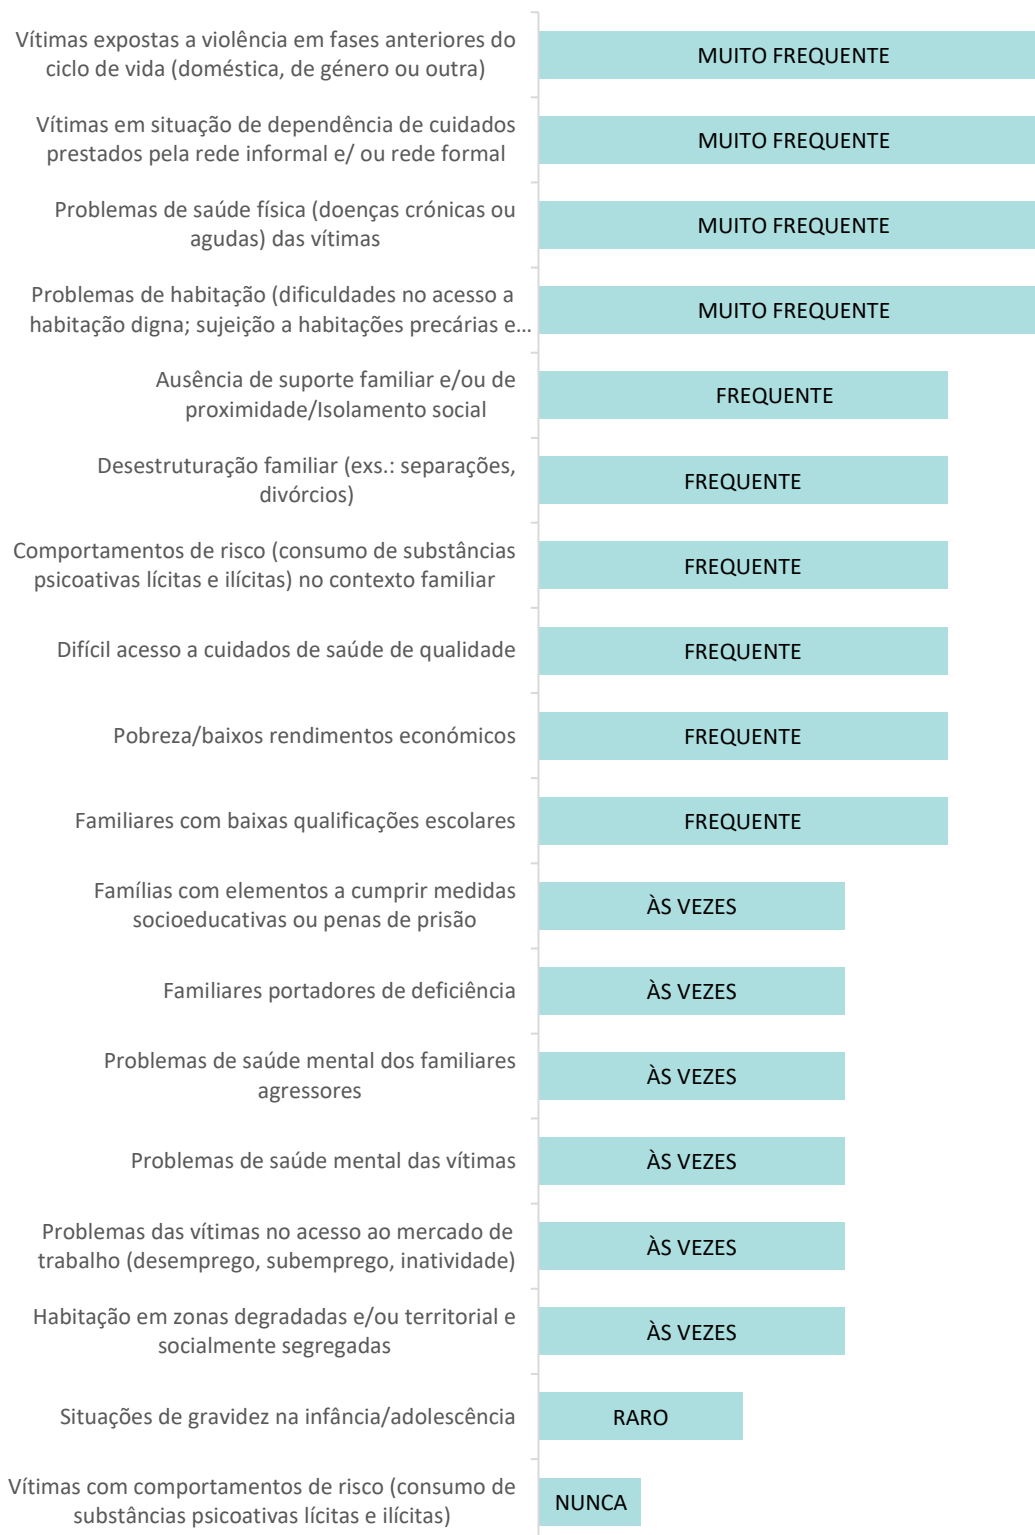 Vítimas expostas a violência em fases anteriores do
ciclo de vida (doméstica, de género ou outra)
MUITO FREQUENTE
Vítimas em situação de dependência de cuidados
prestados pela rede informal e/ ou rede formal
MUITO FREQUENTE
Problemas de saúde física (doenças crónicas ou
agudas) das vítimas
MUITO FREQUENTE
Problemas de habitação (dificuldades no acesso a
habitação digna; sujeição a habitações precárias e...
MUITO FREQUENTE
Ausência de suporte familiar e/ou de
proximidade/Isolamento social
FREQUENTE
Desestruturação familiar (exs.: separações,
divórcios)
FREQUENTE
Comportamentos de risco (consumo de substâncias
psicoativas lícitas e ilícitas) no contexto familiar
FREQUENTE
Difícil acesso a cuidados de saúde de qualidade
FREQUENTE
Pobreza/baixos rendimentos económicos
FREQUENTE
Familiares com baixas qualificações escolares
FREQUENTE
Famílias com elementos a cumprir medidas
socioeducativas ou penas de prisão
ÀS VEZES
Familiares portadores de deficiência
ÀS VEZES
Problemas de saúde mental dos familiares
agressores
ÀS VEZES
Problemas de saúde mental das vítimas
ÀS VEZES
Problemas das vítimas no acesso ao mercado de
trabalho (desemprego, subemprego, inatividade)
ÀS VEZES
Habitação em zonas degradadas e/ou territorial e
socialmente segregadas
ÀS VEZES
Situações de gravidez na infância/adolescência
RARO
Vítimas com comportamentos de risco (consumo de
substâncias psicoativas lícitas e ilícitas)
NUNCA